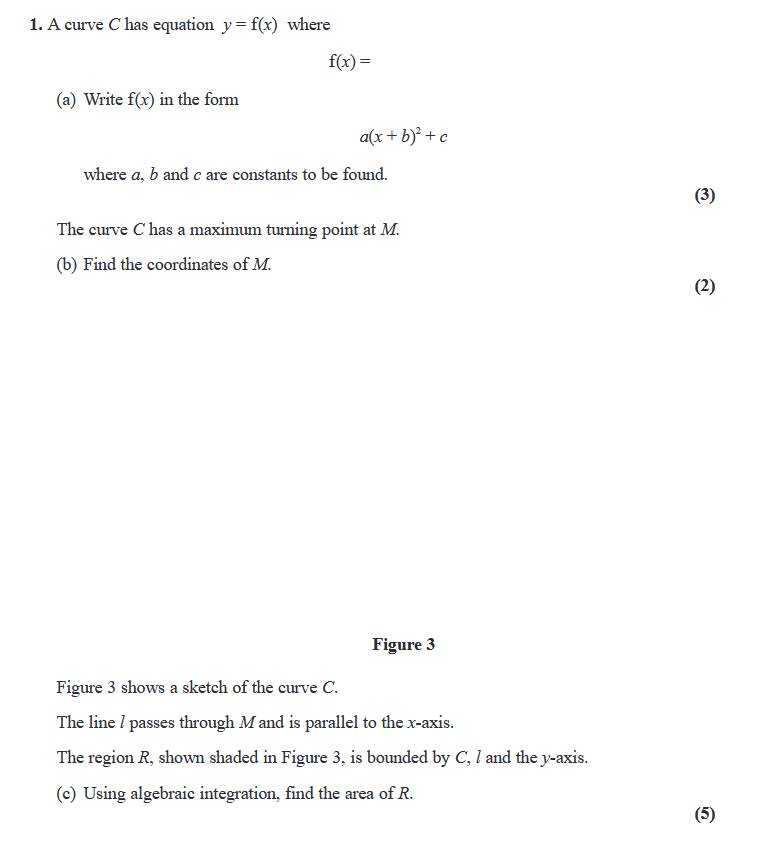 1. A curve C has equation y = f(x) where
f(x) =
(a) Write f(x) in the form
a(x + b)² + c
where a, b and c are constants to be found.
(3)
The curve C has a maximum turning point at M.
(b) Find the coordinates of M.
(2)
Figure 3
Figure 3 shows a sketch of the curve C.
The line l passes through M and is parallel to the x-axis.
The region R, shown shaded in Figure 3, is bounded by C, l and the y-axis.
(c) Using algebraic integration, find the area of R.
(5)